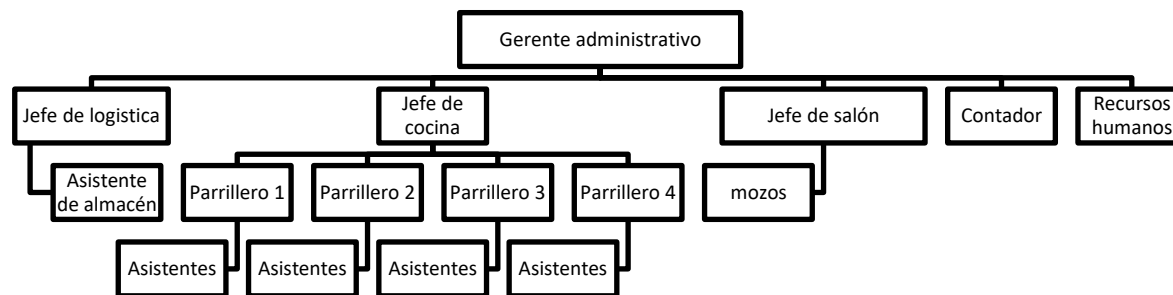 Gerente administrativo
Jefe de logistica
Jefe de
cocina
Jefe de salón
Contador
Recursos
humanos
Asistente
de almacén
Parrillero 1
Parrillero 2
Parrillero 3
Parrillero 4
mozos
Asistentes
Asistentes
Asistentes
Asistentes